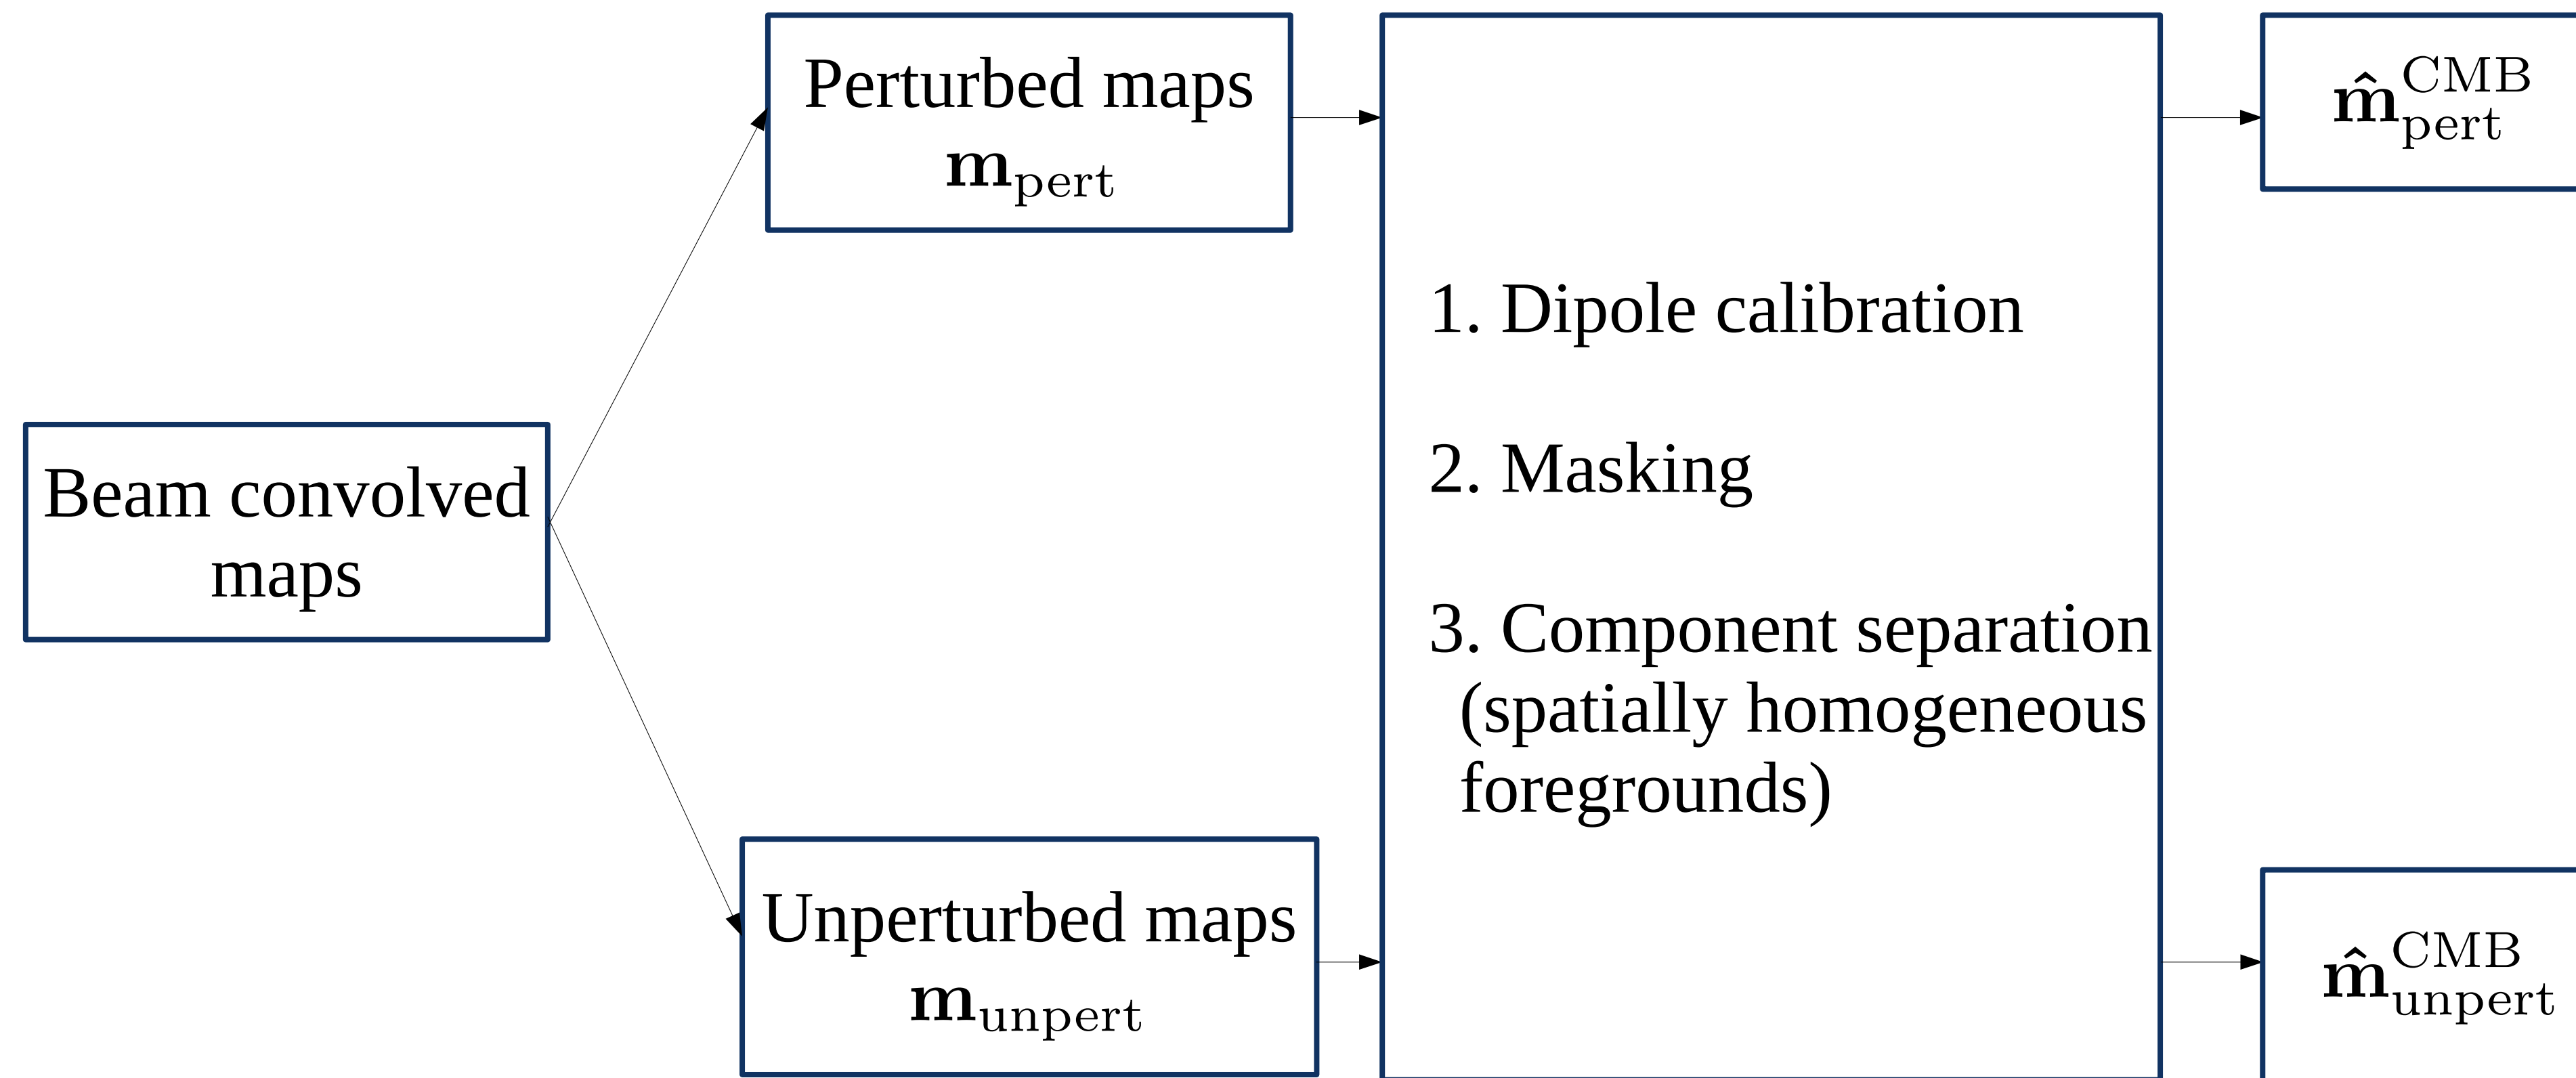 Perturbed maps
m_pert
m̂^CMB_pert
Beam convolved
maps
1. Dipole calibration
2. Masking
3. Component separation
(spatially homogeneous
foregrounds)
Unperturbed maps
m_unpert
m̂^CMB_unpert